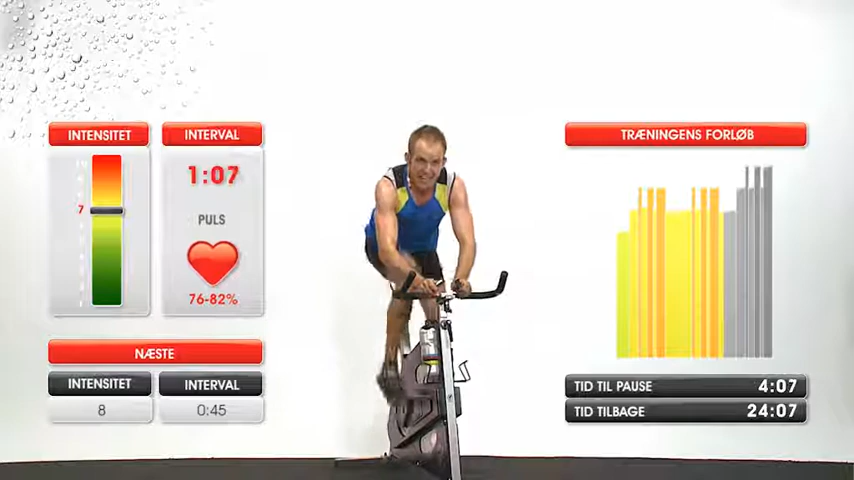 INTENSITET
INTERVAL
7
1:07
PULS
76-82%
NÆSTE
INTENSITET
INTERVAL
8
0:45
TRÆNINGENS FORLØB
TID TIL PAUSE 4:07
TID TILBAGE 24:07